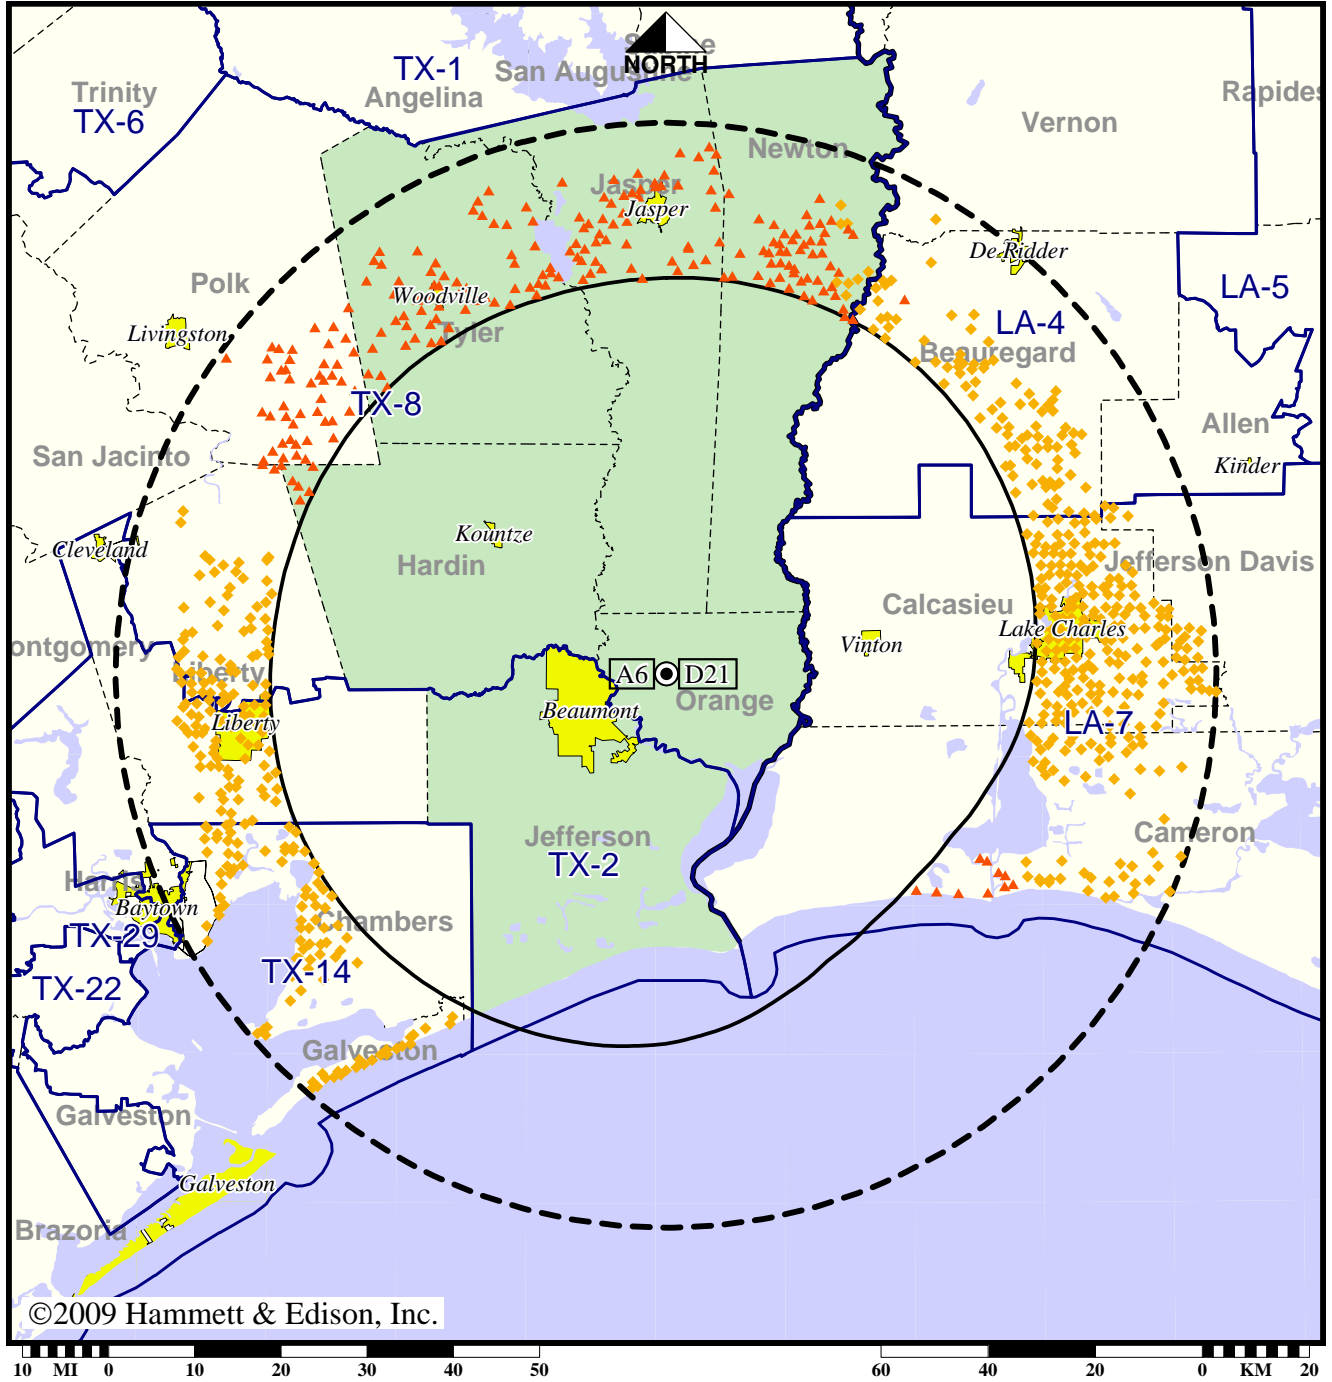 Sabine
NORTH
TX-1
San Augustine
Angelina
Trinity
TX-6
Rapides
Vernon
Newton
Jasper
Jasper
De Ridder
Polk
LA-5
Woodville
Livingston
Tyler
LA-4
Beauregard
TX-8
Allen
San Jacinto
Kinder
Kountze
Cleveland
Hardin
Jefferson Davis
Calcasieu
Lake Charles
Vinton
ontgomery
Liberty
A6
D21
Orange
Beaumont
Liberty
LA-7
Jefferson
TX-2
Cameron
Harris
Baytown
Chambers
TX-29
TX-14
TX-22
Galveston
Galveston
Galveston
Brazoria
©2009 Hammett & Edison, Inc.
10 MI 0 10 20 30 40 50 60 40 20 0 KM 20